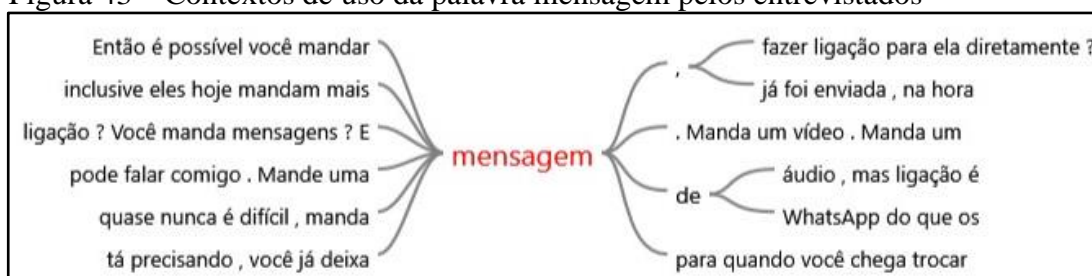 Figura 43 – Contextos de uso da palavra mensagem pelos entrevistados
Então é possível você mandar
inclusive eles hoje mandam mais
ligação ? Você manda mensagens ? E
pode falar comigo . Mande uma
quase nunca é difícil , manda
tá precisando , você já deixa
mensagem
,
fazer ligação para ela diretamente ?
já foi enviada , na hora
. Manda um vídeo . Manda um
de
áudio , mas ligação é
WhatsApp do que os
para quando você chega trocar